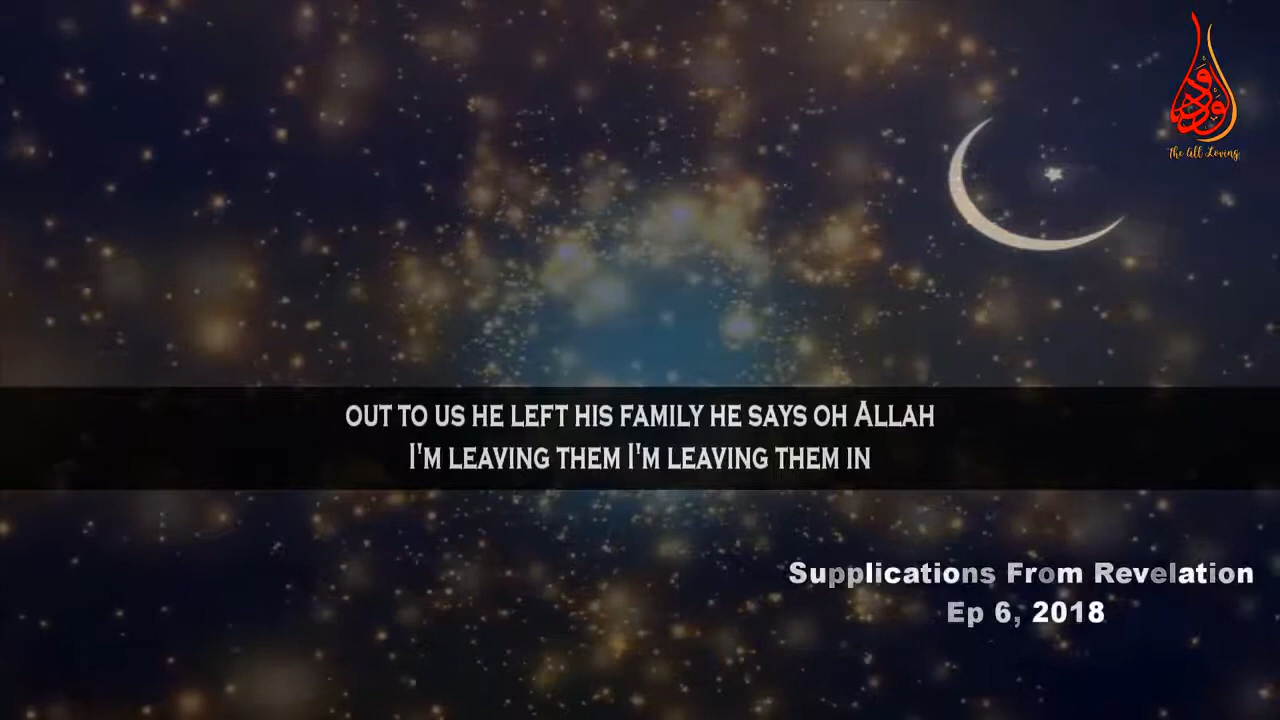 The All Loving
OUT TO US HE LEFT HIS FAMILY HE SAYS OH ALLAH
I'M LEAVING THEM I'M LEAVING THEM IN
Supplications From Revelation
Ep 6, 2018